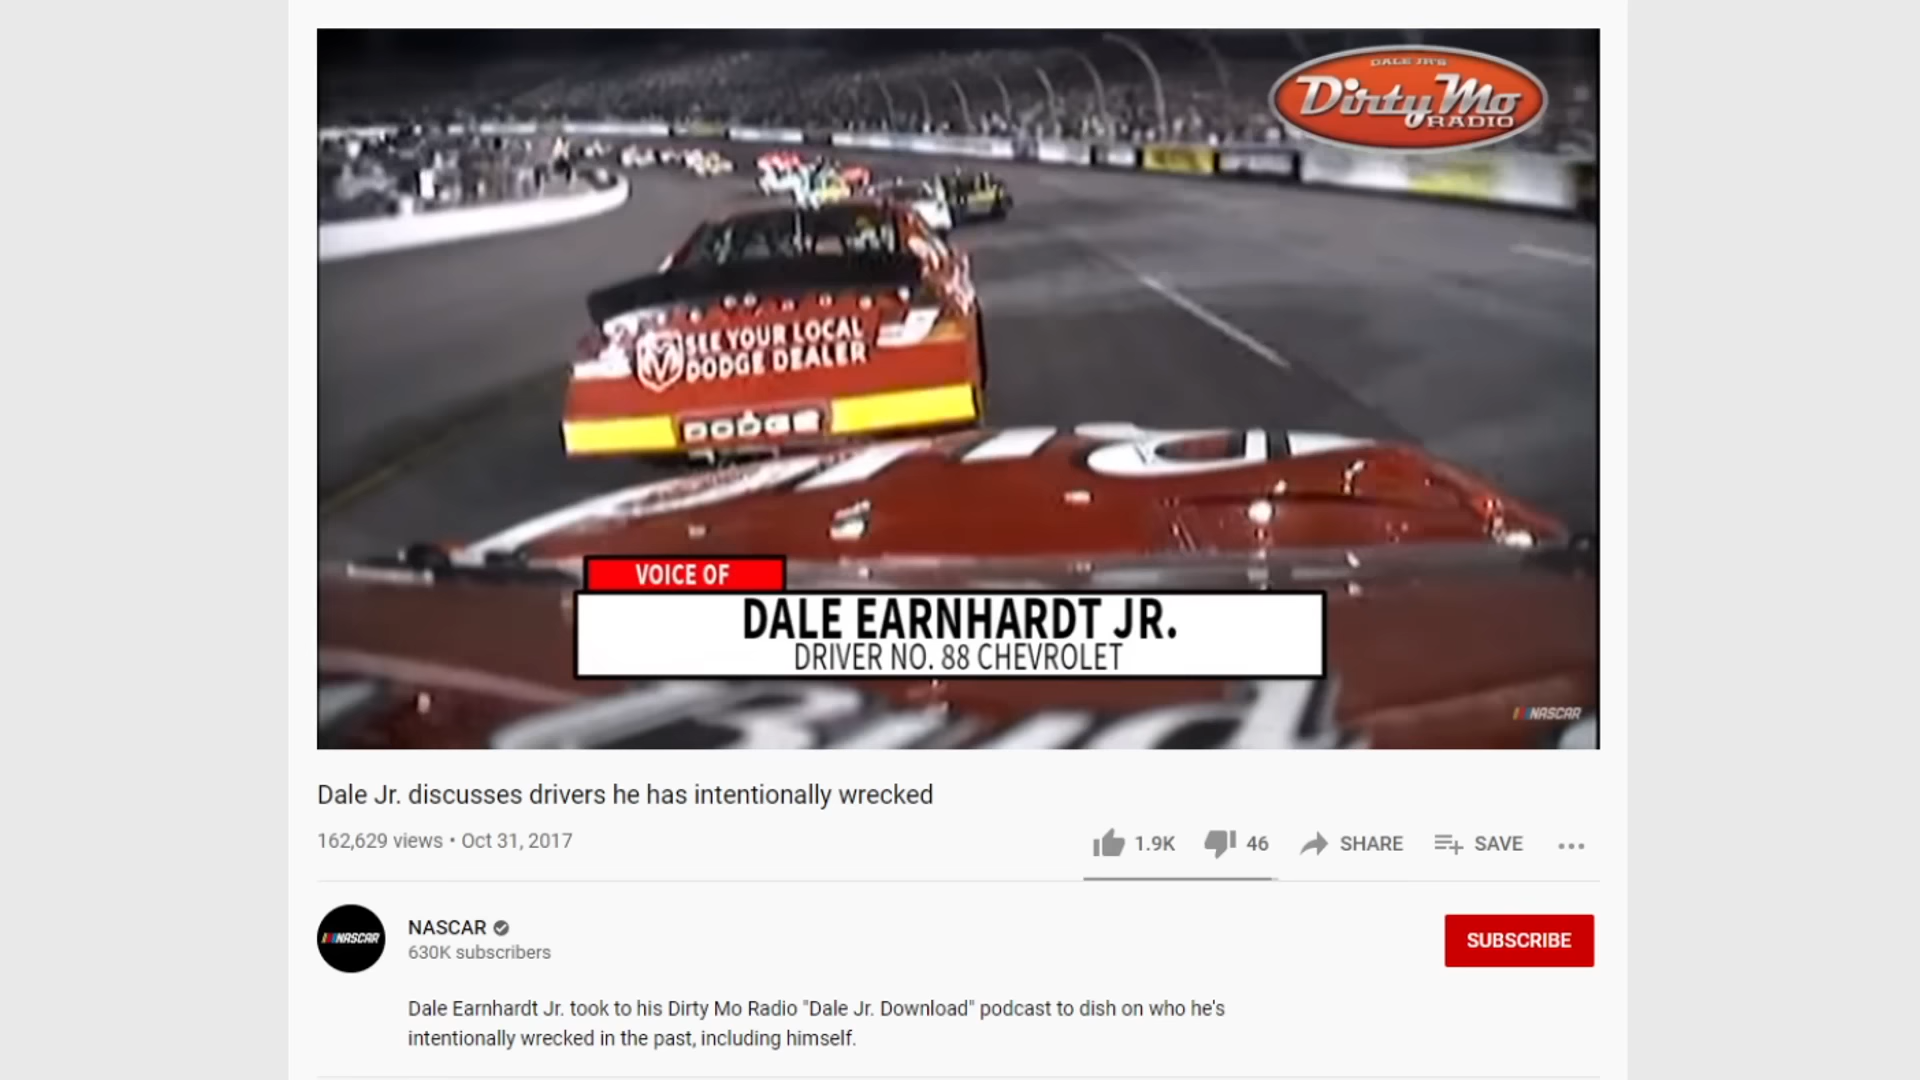 DALE JR'S
Dirty Mo
RADIO
SEE YOUR LOCAL
DODGE DEALER
DODGE
VOICE OF
DALE EARNHARDT JR.
DRIVER NO. 88 CHEVROLET
Bud
NASCAR
Dale Jr. discusses drivers he has intentionally wrecked
162,629 views • Oct 31, 2017
1.9K 46 SHARE SAVE
NASCAR
NASCAR
630K subscribers
SUBSCRIBE
Dale Earnhardt Jr. took to his Dirty Mo Radio "Dale Jr. Download" podcast to dish on who he's
intentionally wrecked in the past, including himself.